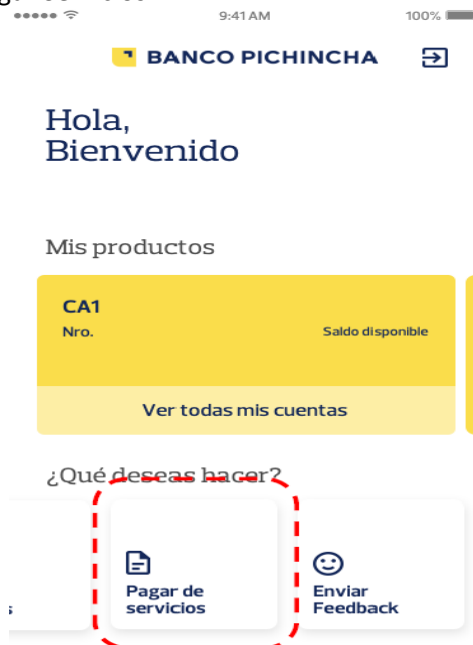 9:41 AM 100%
BANCO PICHINCHA
Hola,
Bienvenido
Mis productos
CA1
Nro. Saldo disponible
Ver todas mis cuentas
¿Qué deseas hacer?
Pagar de
servicios
Enviar
Feedback